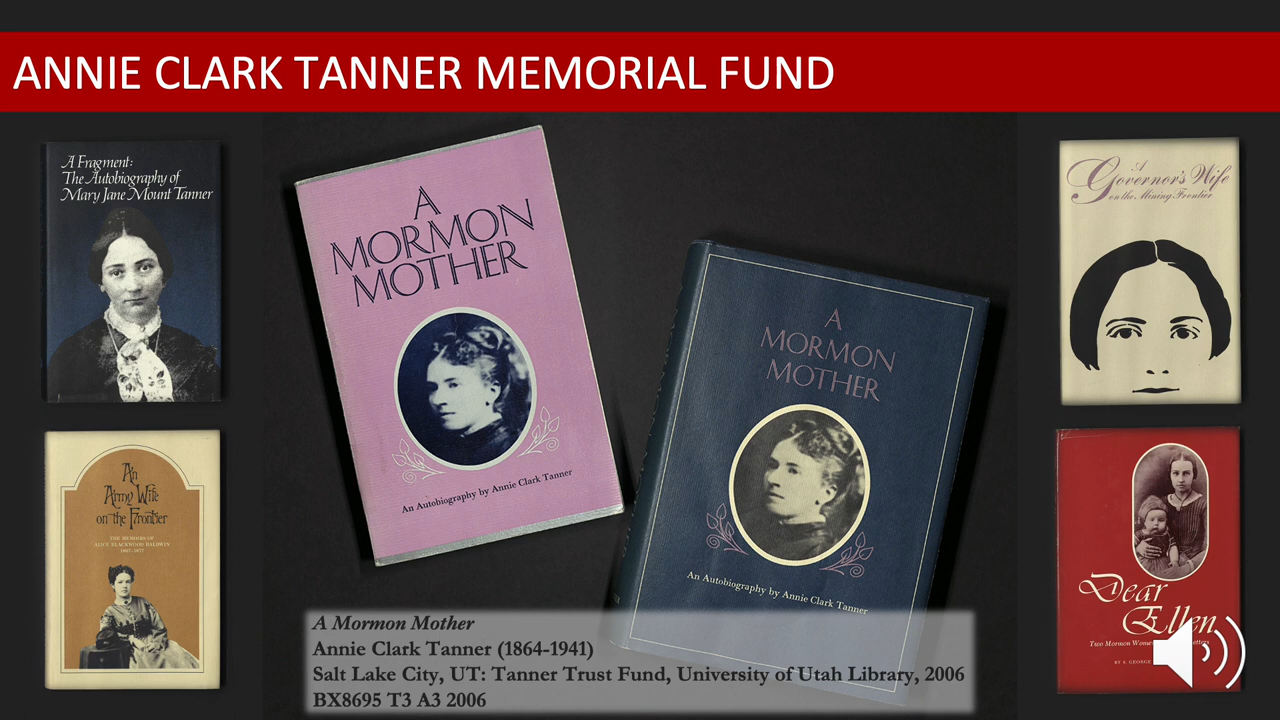 ANNIE CLARK TANNER MEMORIAL FUND
A Fragment:
The Autobiography of
Mary Jane Mount Tanner
A
MORMON
MOTHER
An Autobiography by Annie Clark Tanner
A
MORMON
MOTHER
An Autobiography by Annie Clark Tanner
A
Governor's Wife
on the Mining Frontier
An
Army Wife
on the Frontier
THE MEMOIRS OF
ALICE BLACKWOOD BALDWIN
1867-1877
Dear
Ellen
Two Mormon
BY S. GEORGE
A Mormon Mother
Annie Clark Tanner (1864-1941)
Salt Lake City, UT: Tanner Trust Fund, University of Utah Library, 2006
BX8695 T3 A3 2006